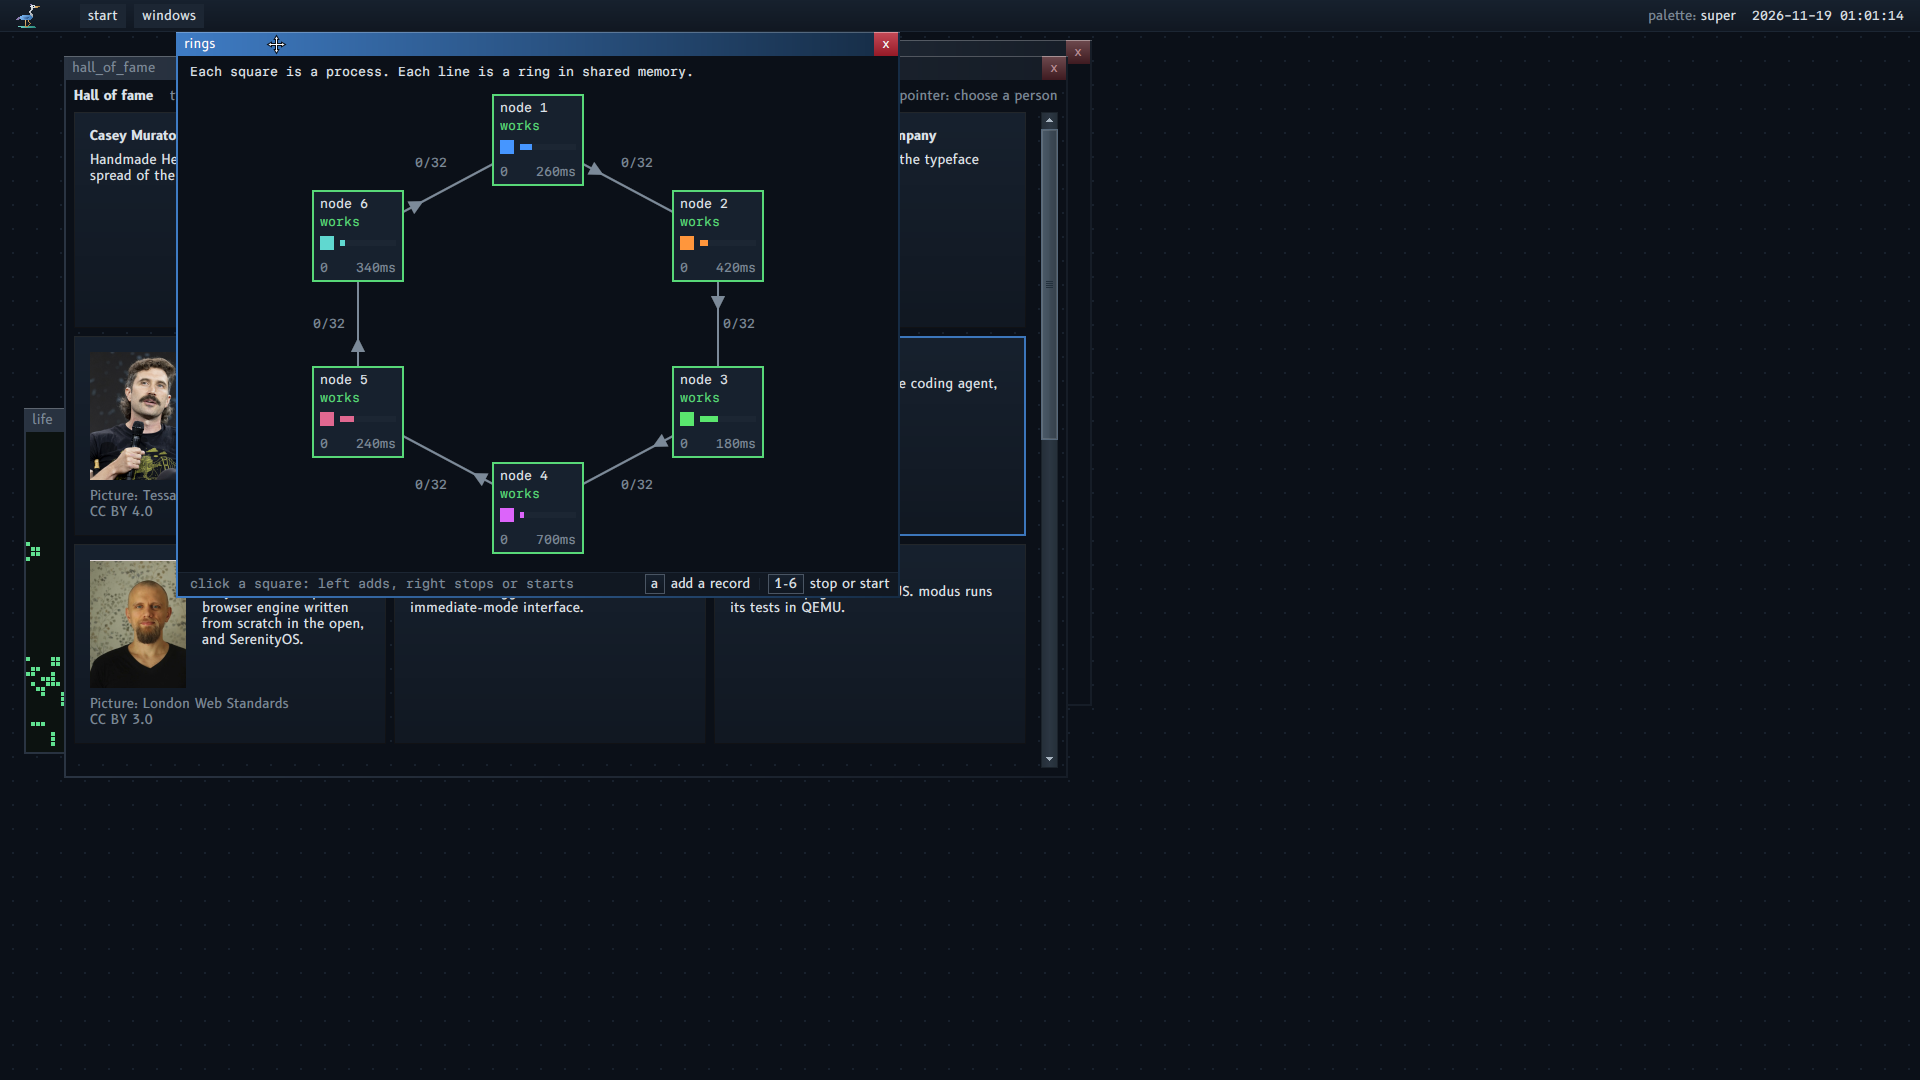 start windows palette: super 2026-11-19 01:01:14
rings x
x
hall_of_fame x
Each square is a process. Each line is a ring in shared memory.
Hall of fame pointer: choose a person
Casey Murato
Handmade He
spread of the
mpany
the typeface
node 1
works
0 260ms
0/32
0/32
node 6
works
0 340ms
node 2
works
0 420ms
0/32
0/32
node 5
works
0 240ms
node 3
works
0 180ms
0/32
0/32
node 4
works
0 700ms
e coding agent,
life
Picture: Tessa
CC BY 4.0
click a square: left adds, right stops or starts a add a record 1-6 stop or start
browser engine written
from scratch in the open,
and SerenityOS.
immediate-mode interface.
JS. modus runs
its tests in QEMU.
Picture: London Web Standards
CC BY 3.0